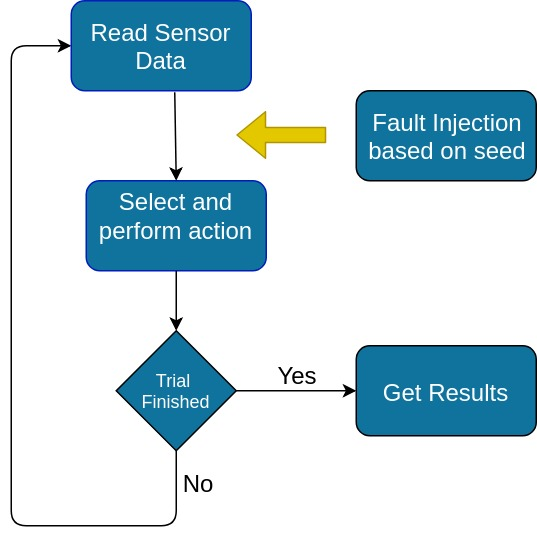 Read Sensor
Data
Fault Injection
based on seed
Select and
perform action
Trial
Finished
Yes
Get Results
No